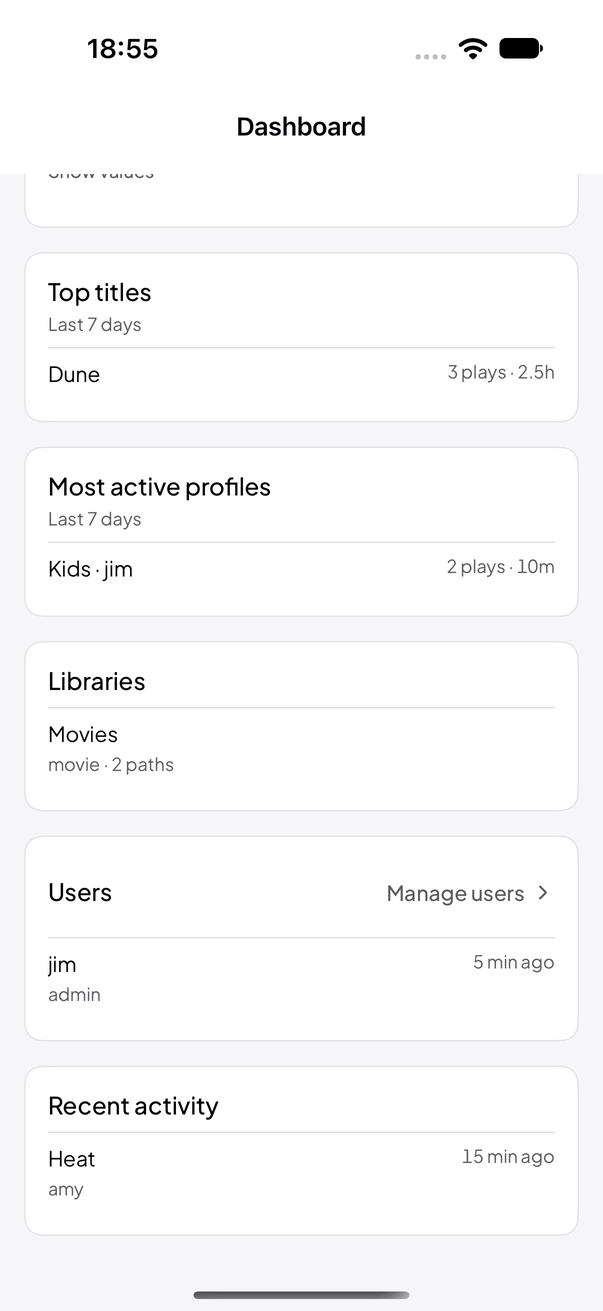 18:55
Dashboard
Show values
Top titles
Last 7 days
Dune
3 plays · 2.5h
Most active profiles
Last 7 days
Kids · jim
2 plays · 10m
Libraries
Movies
movie · 2 paths
Users
Manage users
jim
5 min ago
admin
Recent activity
Heat
15 min ago
amy